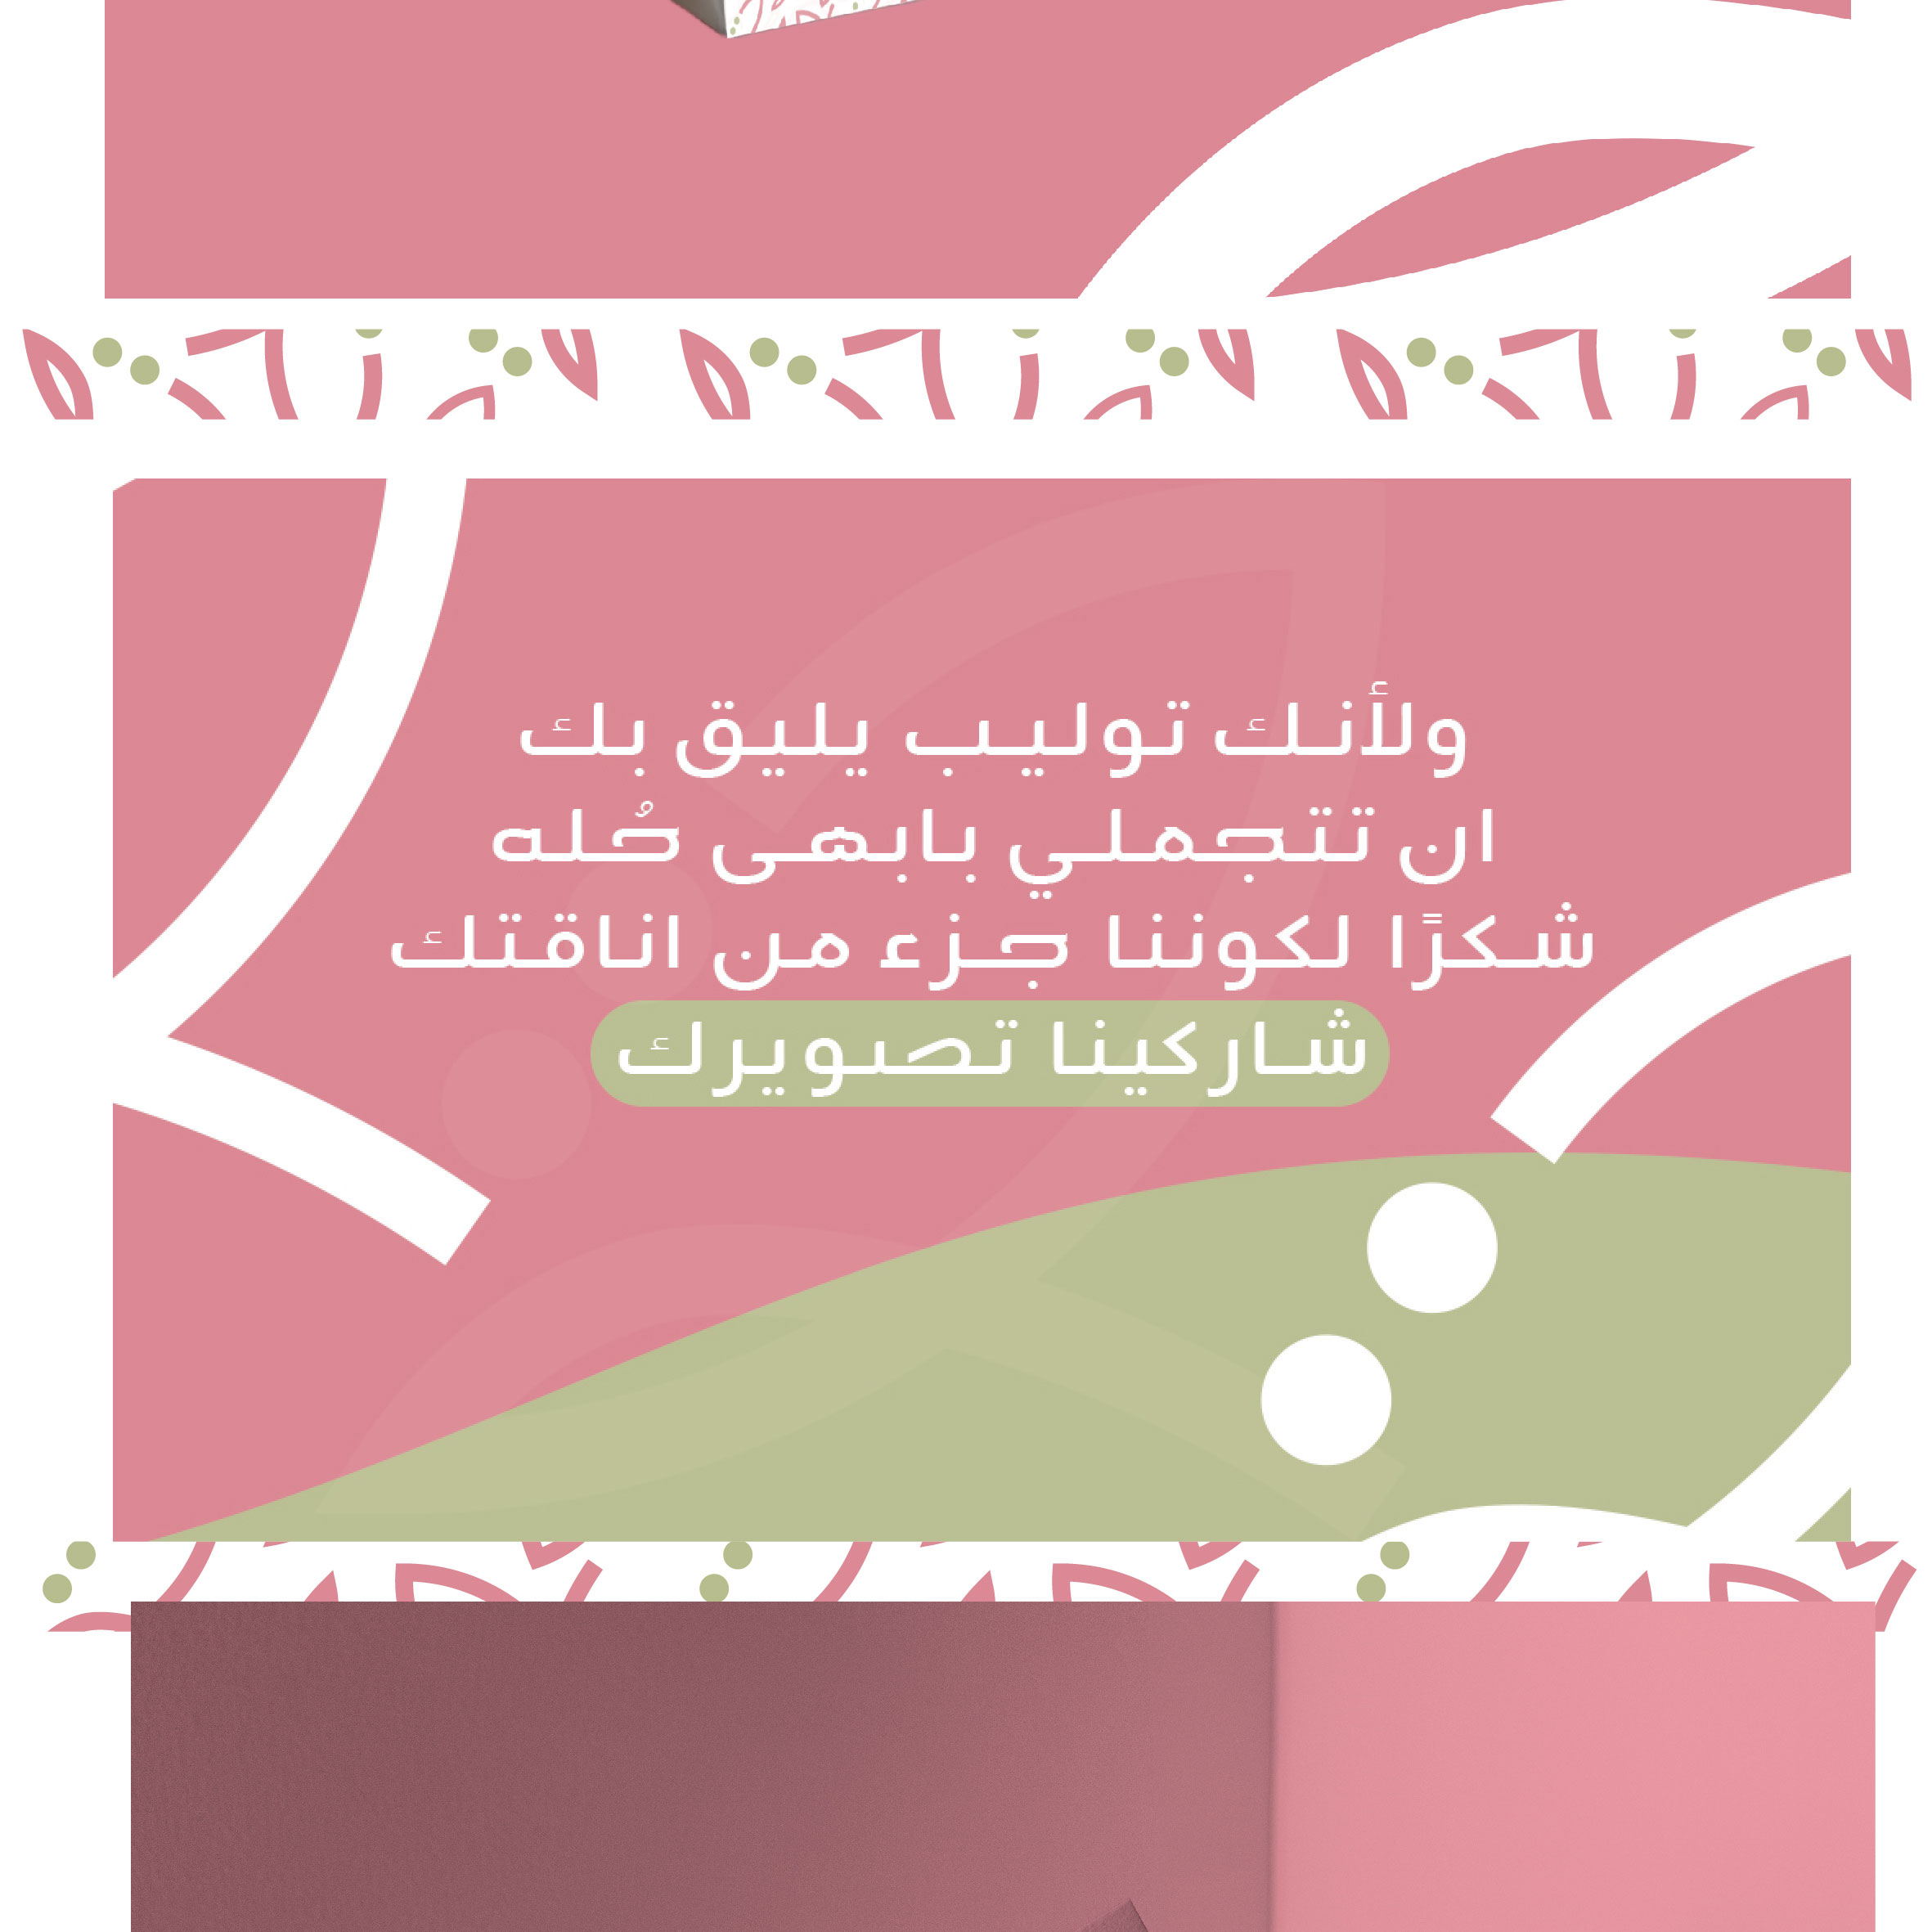 ولأنك توليب يليق بك
ان تتجملي بابهى حُله
شكرًا لكوننا جزء من اناقتك
شاركينا تصويرك